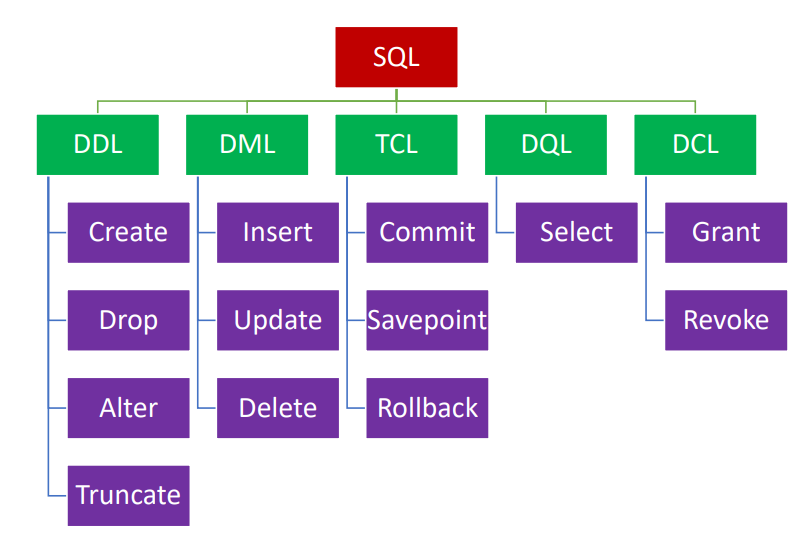 SQL
DDL
DML
TCL
DQL
DCL
Create
Insert
Commit
Select
Grant
Drop
Update
Savepoint
Revoke
Alter
Delete
Rollback
Truncate